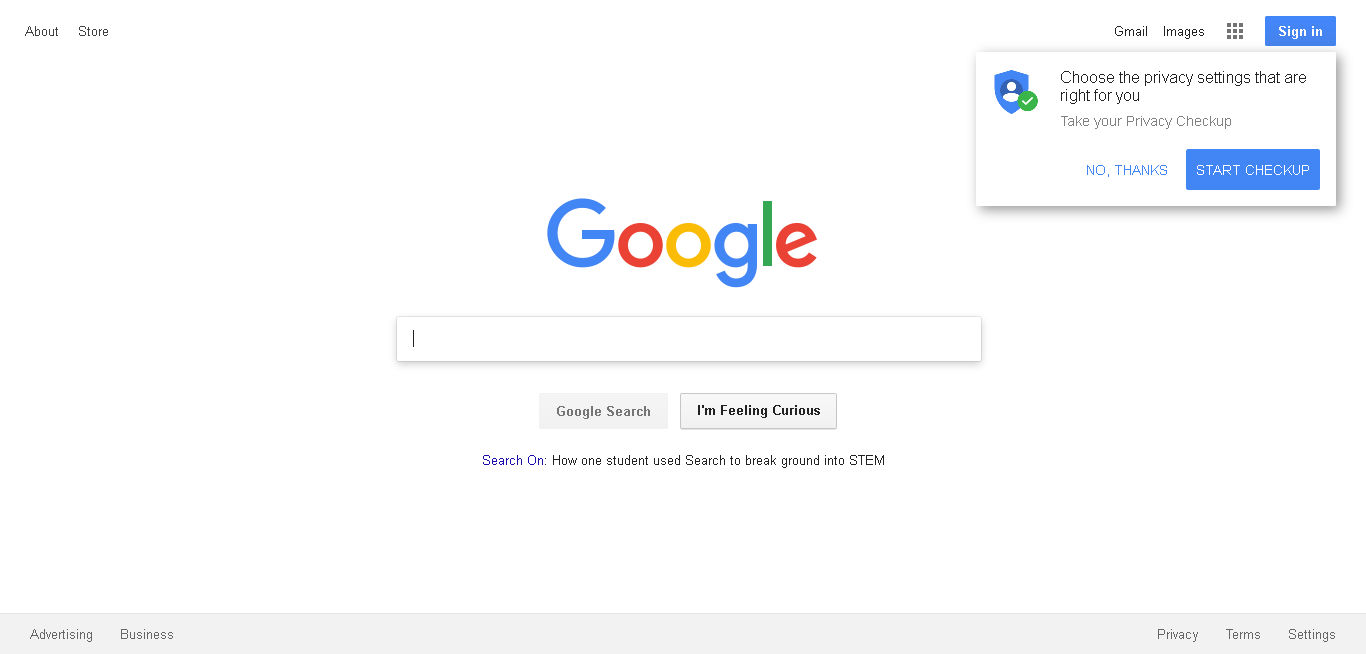 About Store Gmail Images Sign in
Choose the privacy settings that are
right for you
Take your Privacy Checkup
NO, THANKS START CHECKUP
Google
Google Search I'm Feeling Curious
Search On: How one student used Search to break ground into STEM
Advertising Business Privacy Terms Settings